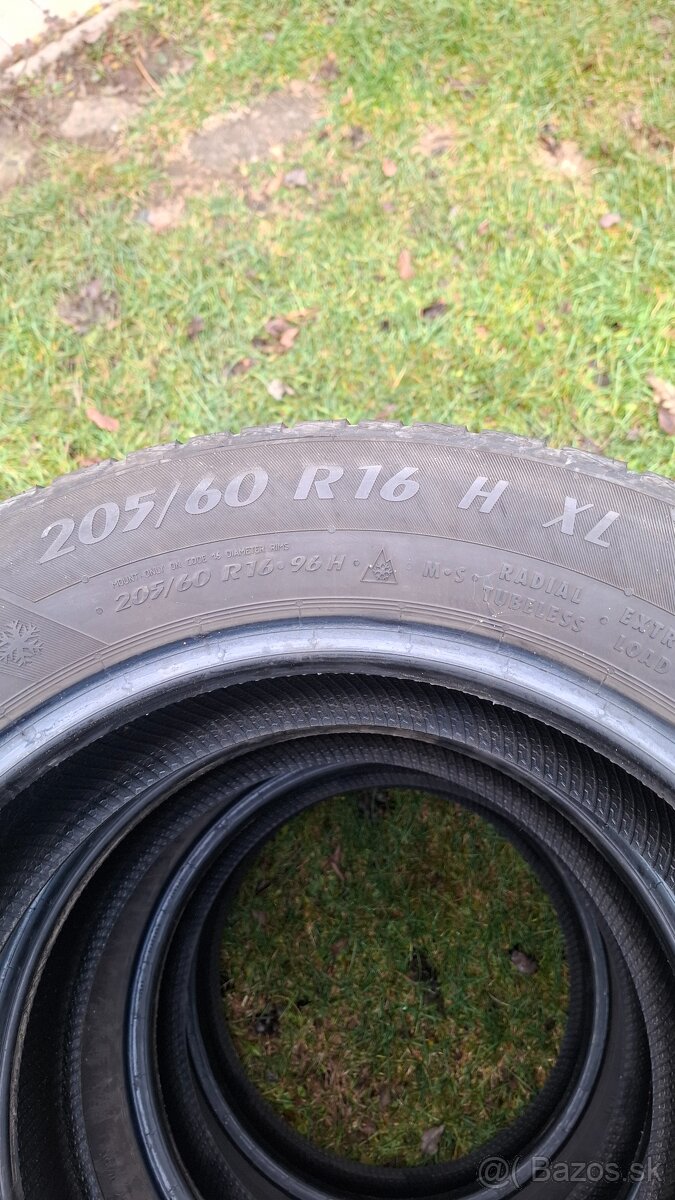 205/60 R16 H XL
MOUNT ONLY ON CODE 16 DIAMETER RIMS
205/60 R16 • 96 H • M•S • RADIAL TUBELESS • EXTR
LOAD
@( Bazos.sk